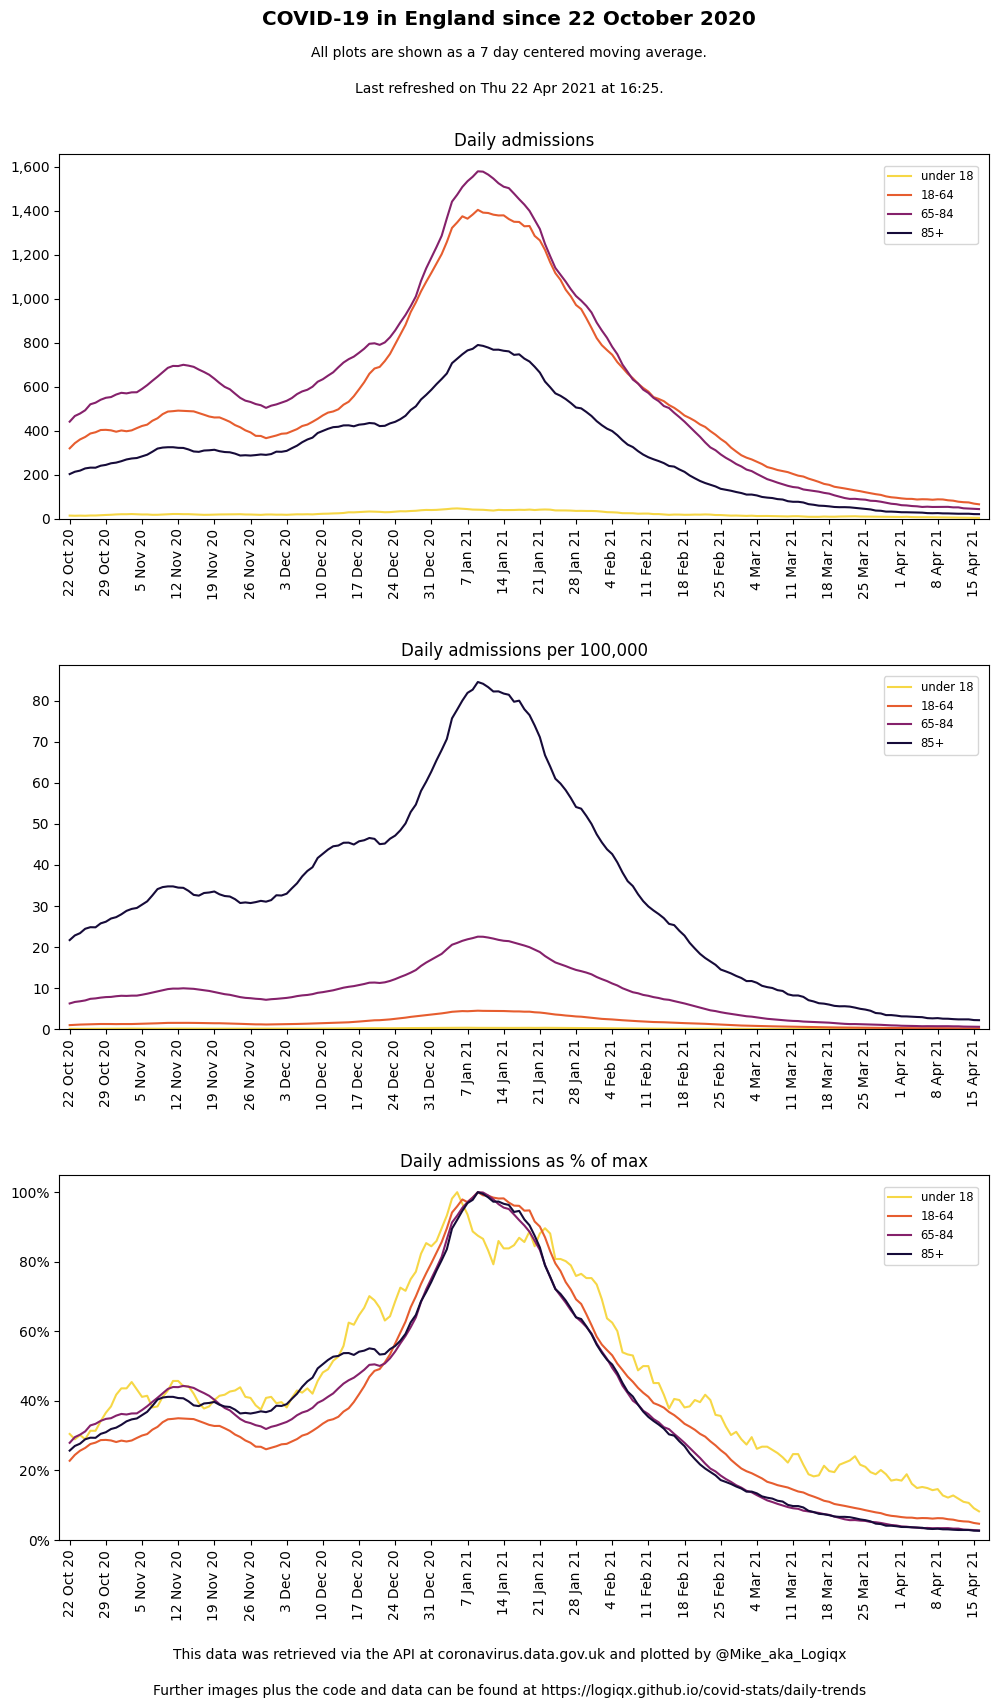 COVID-19 in England since 22 October 2020
All plots are shown as a 7 day centered moving average.
Last refreshed on Thu 22 Apr 2021 at 16:25.
Daily admissions
1,600
1,400
1,200
1,000
800
600
400
200
0
under 18
18-64
65-84
85+
22 Oct 20
29 Oct 20
5 Nov 20
12 Nov 20
19 Nov 20
26 Nov 20
3 Dec 20
10 Dec 20
17 Dec 20
24 Dec 20
31 Dec 20
7 Jan 21
14 Jan 21
21 Jan 21
28 Jan 21
4 Feb 21
11 Feb 21
18 Feb 21
25 Feb 21
4 Mar 21
11 Mar 21
18 Mar 21
25 Mar 21
1 Apr 21
8 Apr 21
15 Apr 21
Daily admissions per 100,000
80
70
60
50
40
30
20
10
0
under 18
18-64
65-84
85+
22 Oct 20
29 Oct 20
5 Nov 20
12 Nov 20
19 Nov 20
26 Nov 20
3 Dec 20
10 Dec 20
17 Dec 20
24 Dec 20
31 Dec 20
7 Jan 21
14 Jan 21
21 Jan 21
28 Jan 21
4 Feb 21
11 Feb 21
18 Feb 21
25 Feb 21
4 Mar 21
11 Mar 21
18 Mar 21
25 Mar 21
1 Apr 21
8 Apr 21
15 Apr 21
Daily admissions as % of max
100%
80%
60%
40%
20%
0%
under 18
18-64
65-84
85+
22 Oct 20
29 Oct 20
5 Nov 20
12 Nov 20
19 Nov 20
26 Nov 20
3 Dec 20
10 Dec 20
17 Dec 20
24 Dec 20
31 Dec 20
7 Jan 21
14 Jan 21
21 Jan 21
28 Jan 21
4 Feb 21
11 Feb 21
18 Feb 21
25 Feb 21
4 Mar 21
11 Mar 21
18 Mar 21
25 Mar 21
1 Apr 21
8 Apr 21
15 Apr 21
This data was retrieved via the API at coronavirus.data.gov.uk and plotted by @Mike_aka_Logiqx
Further images plus the code and data can be found at https://logiqx.github.io/covid-stats/daily-trends